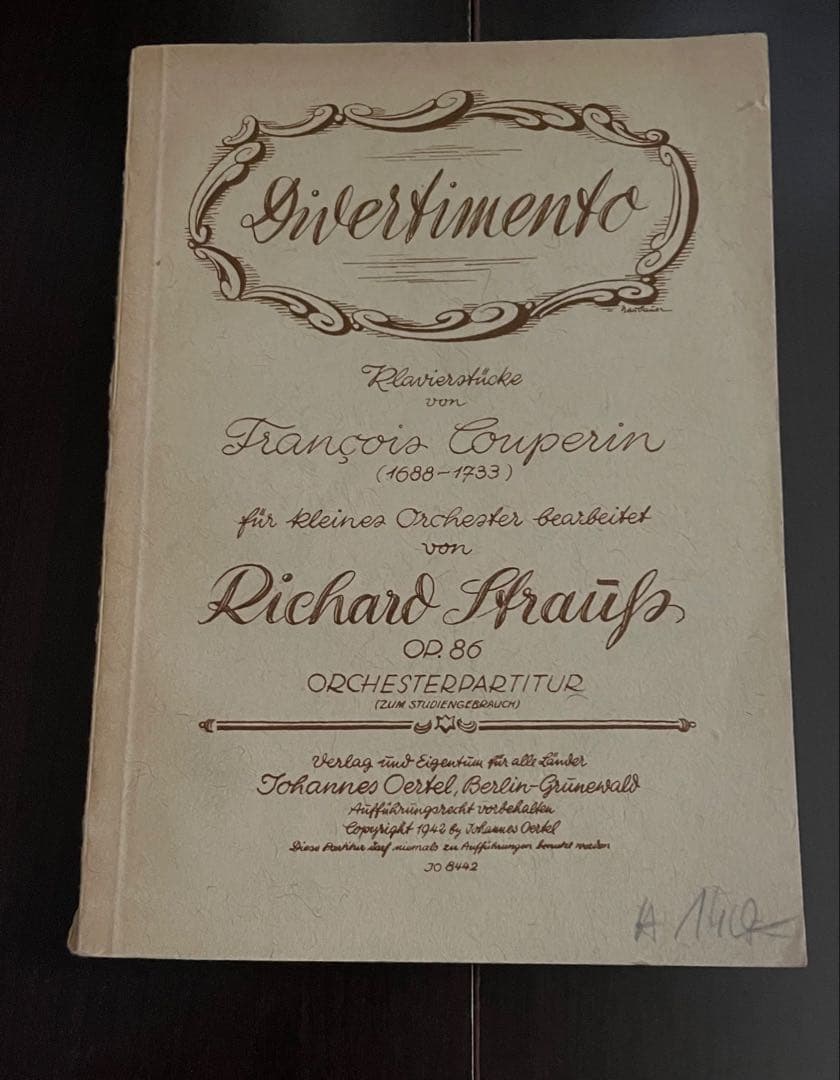 Divertimento
Klavierstücke
von
François Couperin
(1688-1733)
für kleines Orchester bearbeitet
von
Richard Strauß
OP. 86
ORCHESTERPARTITUR
(ZUM STUDIENGEBRAUCH)
Verlag und Eigentum für alle Länder
Johannes Oertel, Berlin-Grunewald
Aufführungsrecht vorbehalten
Copyright 1942 by Johannes Oertel
Diese Partitur darf niemals zu Aufführungen benutzt werden
JO 8442